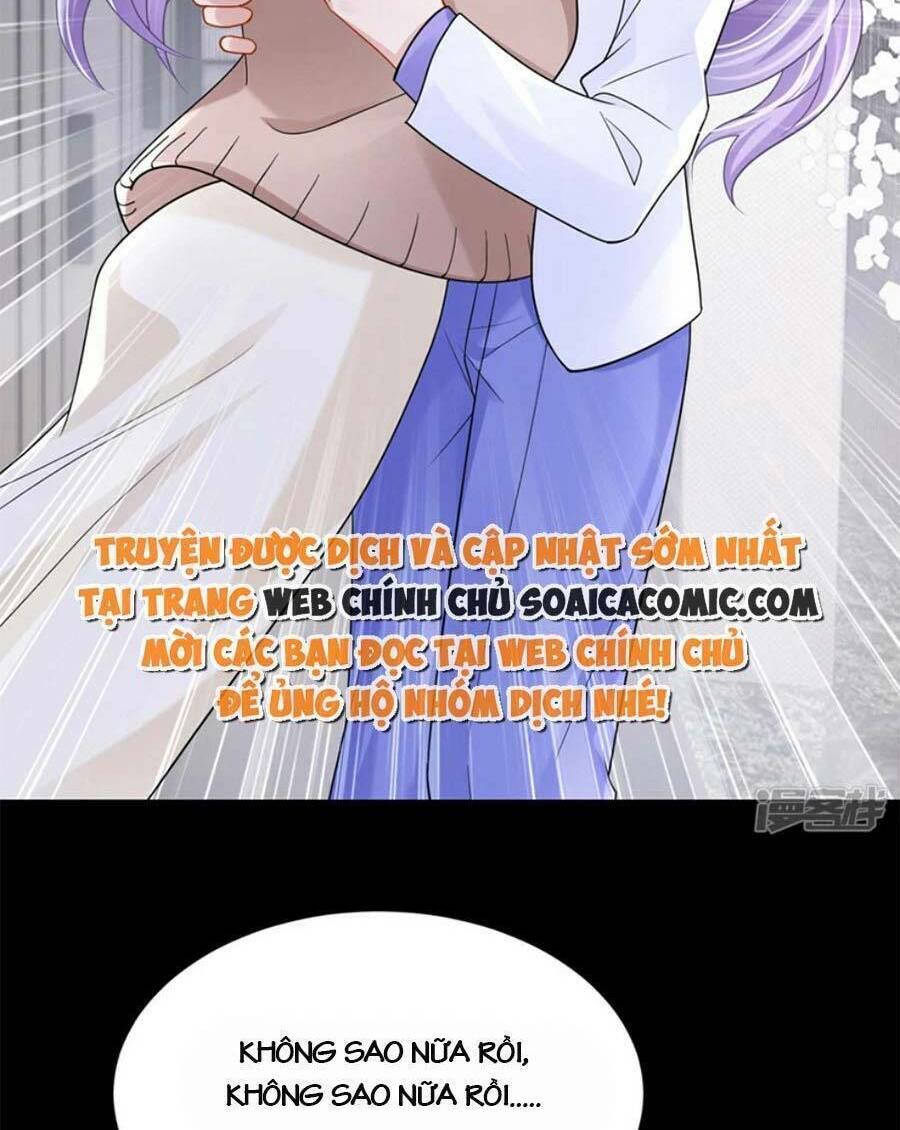 TRUYỆN ĐƯỢC DỊCH VÀ CẬP NHẬT SỚM NHẤT
TẠI TRANG WEB CHÍNH CHỦ SOAICACOMIC.COM
MỜI CÁC BẠN ĐỌC TẠI WEB CHÍNH CHỦ
ĐỂ ỦNG HỘ NHÓM DỊCH NHÉ!
漫客栈
KHÔNG SAO NỮA RỒI,
KHÔNG SAO NỮA RỒI.....